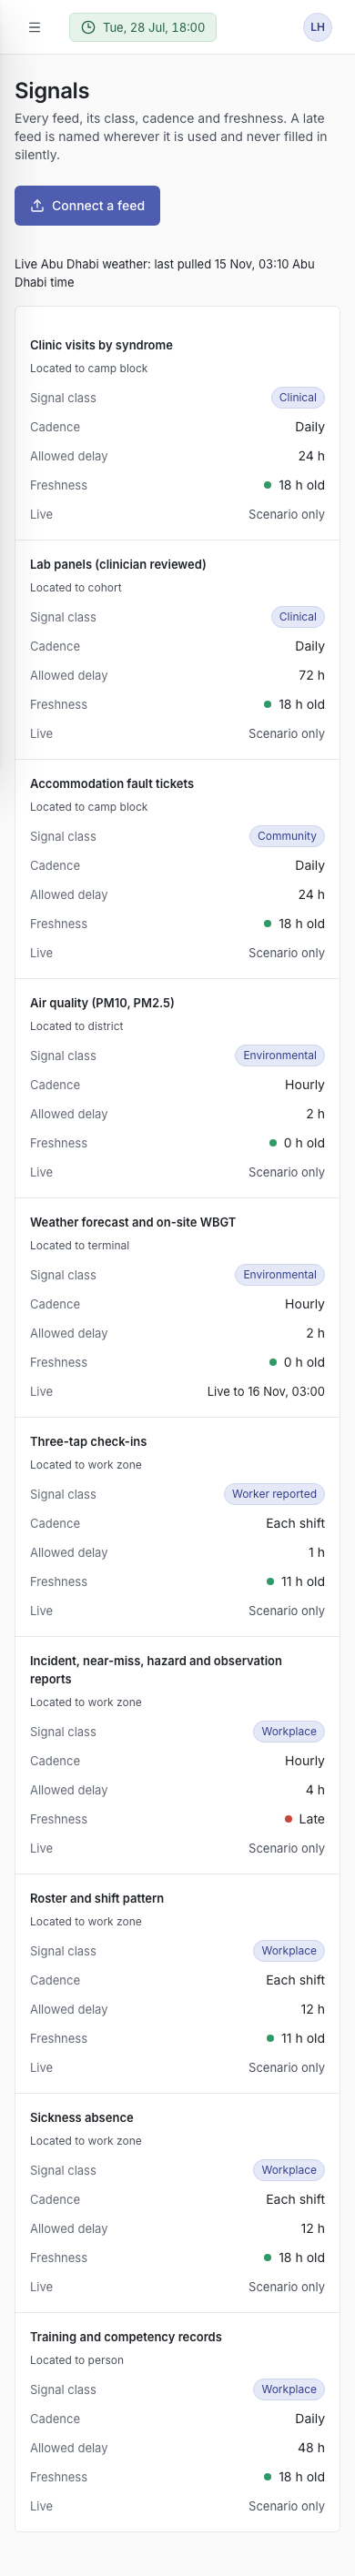 Tue, 28 Jul, 18:00
LH
Signals
Every feed, its class, cadence and freshness. A late
feed is named wherever it is used and never filled in
silently.
Connect a feed
Live Abu Dhabi weather: last pulled 15 Nov, 03:10 Abu
Dhabi time
Clinic visits by syndrome
Located to camp block
Signal class Clinical
Cadence Daily
Allowed delay 24 h
Freshness 18 h old
Live Scenario only
Lab panels (clinician reviewed)
Located to cohort
Signal class Clinical
Cadence Daily
Allowed delay 72 h
Freshness 18 h old
Live Scenario only
Accommodation fault tickets
Located to camp block
Signal class Community
Cadence Daily
Allowed delay 24 h
Freshness 18 h old
Live Scenario only
Air quality (PM10, PM2.5)
Located to district
Signal class Environmental
Cadence Hourly
Allowed delay 2 h
Freshness 0 h old
Live Scenario only
Weather forecast and on-site WBGT
Located to terminal
Signal class Environmental
Cadence Hourly
Allowed delay 2 h
Freshness 0 h old
Live Live to 16 Nov, 03:00
Three-tap check-ins
Located to work zone
Signal class Worker reported
Cadence Each shift
Allowed delay 1 h
Freshness 11 h old
Live Scenario only
Incident, near-miss, hazard and observation
reports
Located to work zone
Signal class Workplace
Cadence Hourly
Allowed delay 4 h
Freshness Late
Live Scenario only
Roster and shift pattern
Located to work zone
Signal class Workplace
Cadence Each shift
Allowed delay 12 h
Freshness 11 h old
Live Scenario only
Sickness absence
Located to work zone
Signal class Workplace
Cadence Each shift
Allowed delay 12 h
Freshness 18 h old
Live Scenario only
Training and competency records
Located to person
Signal class Workplace
Cadence Daily
Allowed delay 48 h
Freshness 18 h old
Live Scenario only